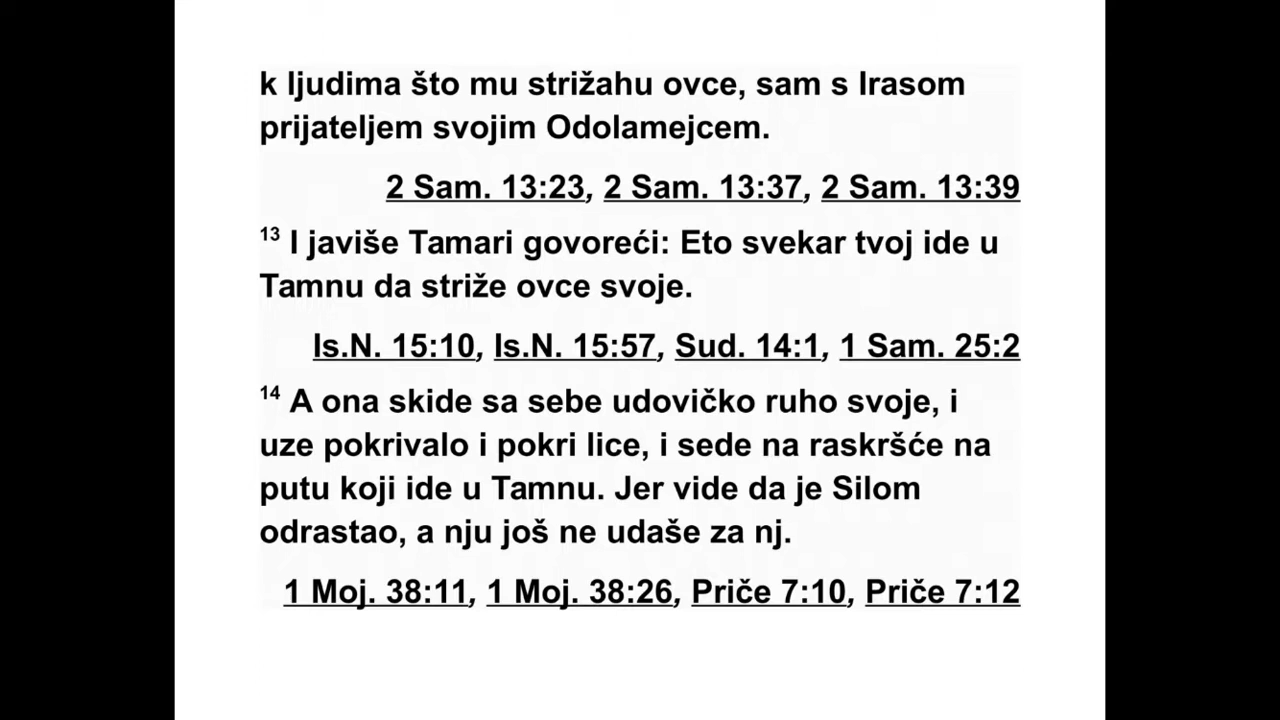 k ljudima što mu strižahu ovce, sam s Irasom
prijateljem svojim Odolamejcem.
2 Sam. 13:23, 2 Sam. 13:37, 2 Sam. 13:39
13 I javiše Tamari govoreći: Eto svekar tvoj ide u
Tamnu da striže ovce svoje.
Is.N. 15:10, Is.N. 15:57, Sud. 14:1, 1 Sam. 25:2
14 A ona skide sa sebe udovičko ruho svoje, i
uze pokrivalo i pokri lice, i sede na raskršće na
putu koji ide u Tamnu. Jer vide da je Silom
odrastao, a nju još ne udaše za nj.
1 Moj. 38:11, 1 Moj. 38:26, Priče 7:10, Priče 7:12